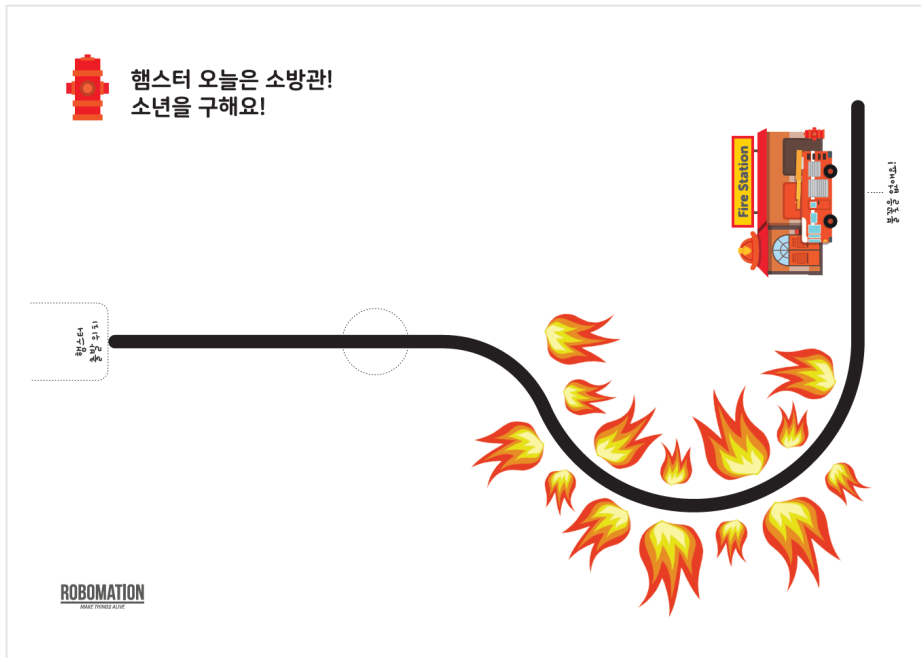 햄스터 오늘은 소방관!
소년을 구해요!
Fire Station
불꽃을 없애요!
햄스터
출발 위치
ROBOMATION
MAKE THINGS ALIVE